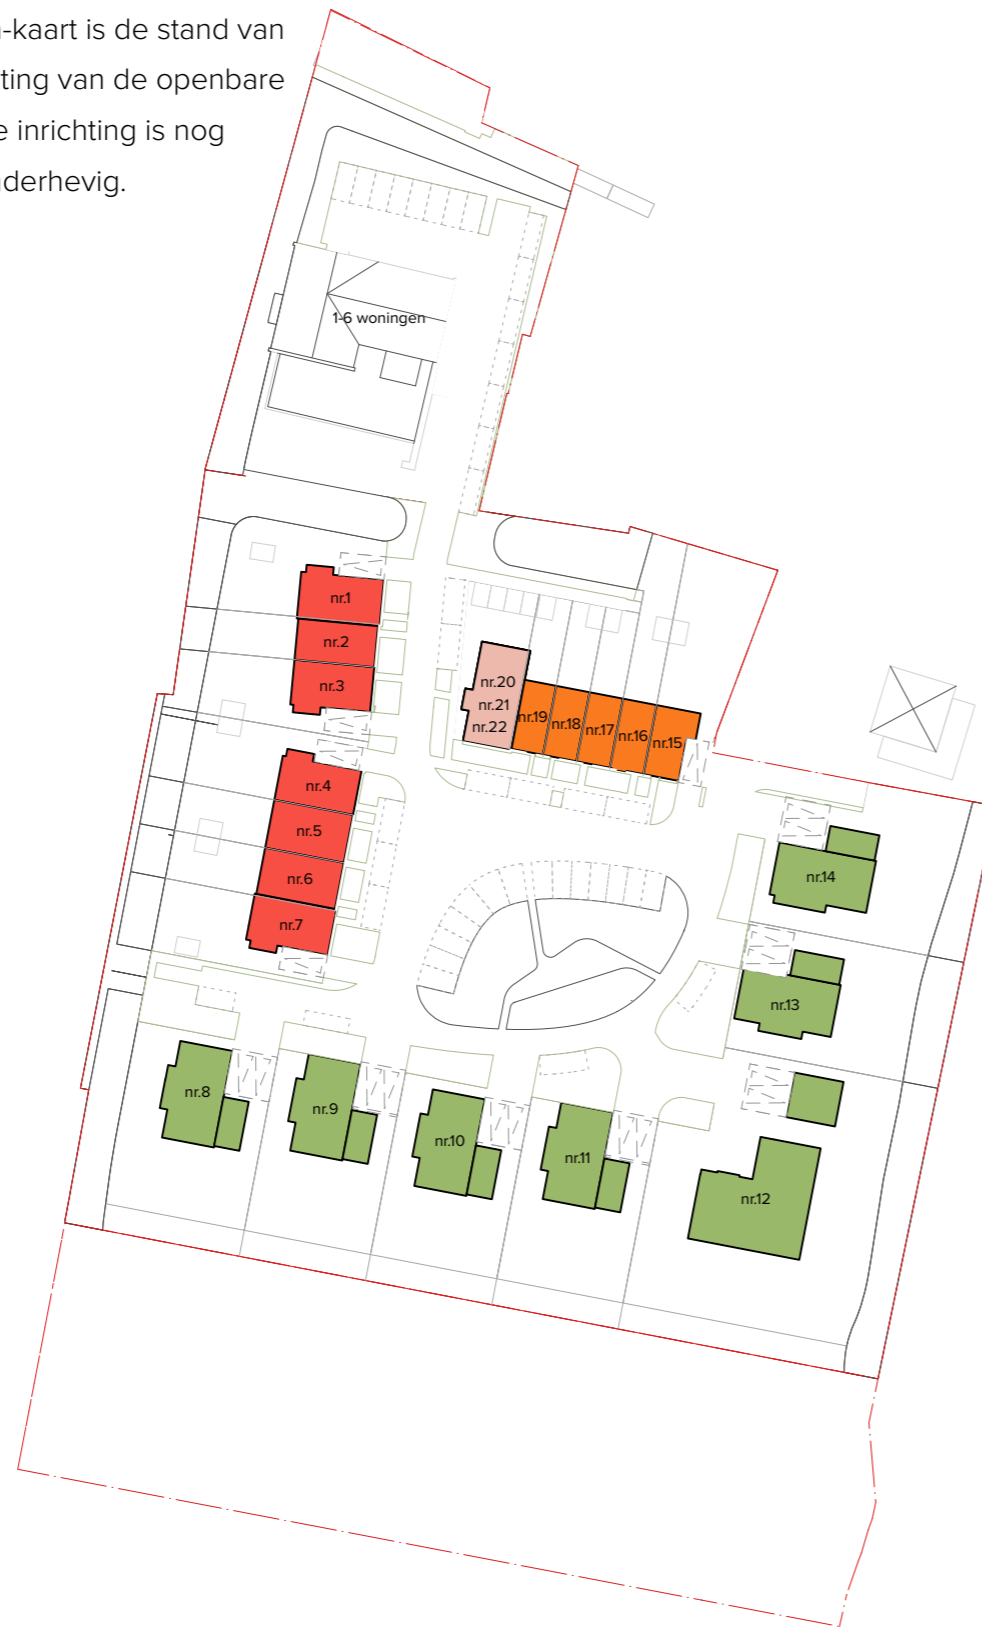 -kaart is de stand van
ting van de openbare
e inrichting is nog
derhevig.
1-6 woningen
nr.1
nr.2
nr.3
nr.20
nr.21
nr.22
nr.19
nr.18
nr.17
nr.16
nr.15
nr.4
nr.5
nr.6
nr.7
nr.14
nr.13
nr.8
nr.9
nr.10
nr.11
nr.12